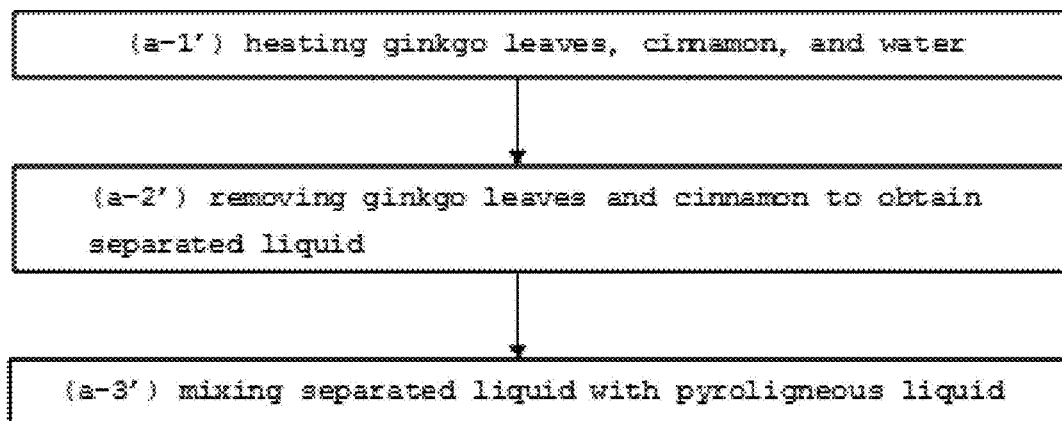 (a-1’) heating ginkgo leaves, cinnamon, and water
(a-2’) removing ginkgo leaves and cinnamon to obtain
separated liquid
(a-3’) mixing separated liquid with pyroligneous liquid